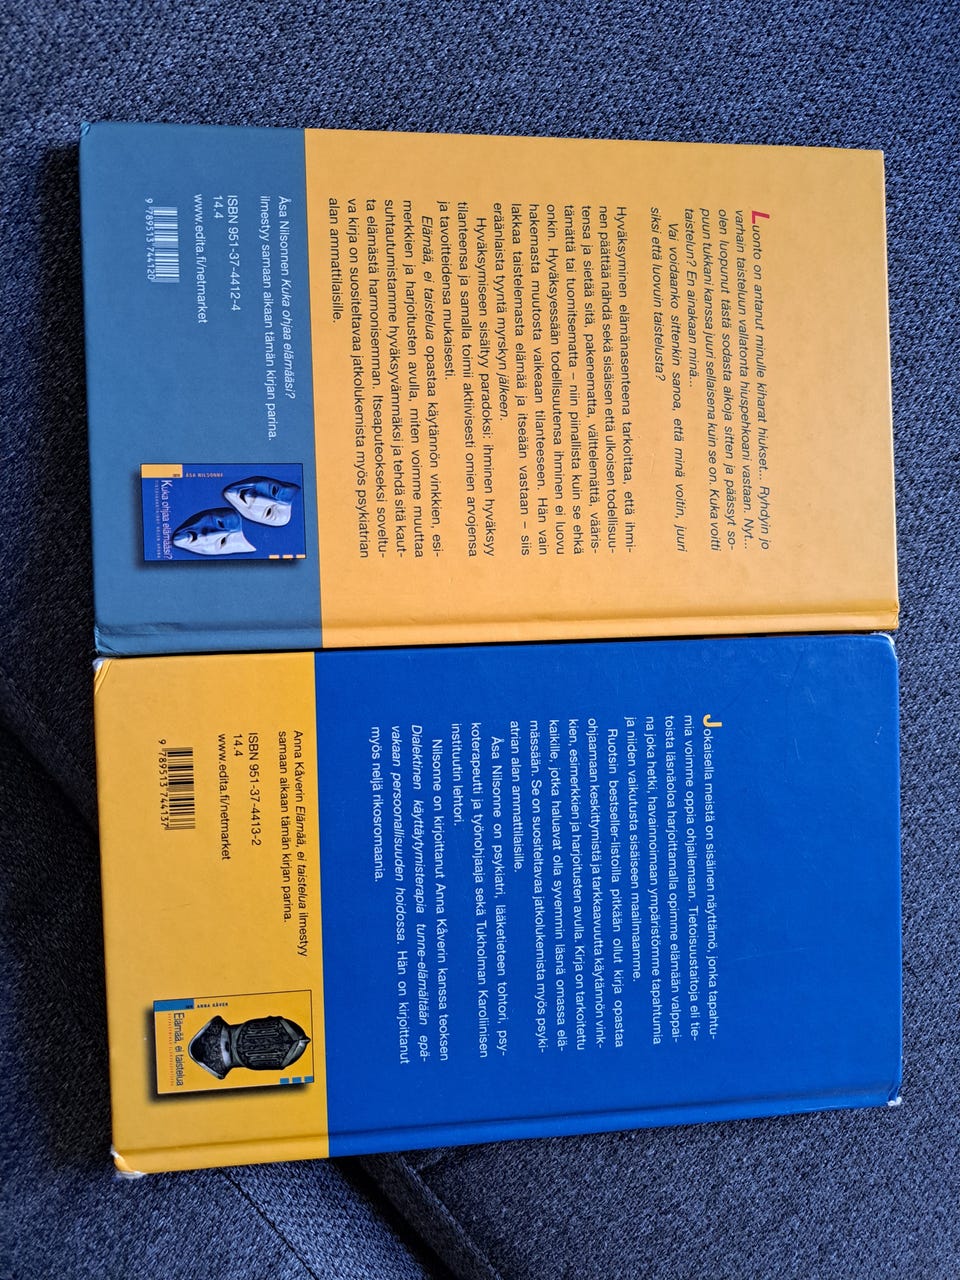 Luonto on antanut minulle kiharat hiukset... Ryhdyin jo
varhain taisteluun vallatonta hiuspehkoani vastaan. Nyt...
olen luopunut tästä sodasta aikoja sitten ja päässyt so-
puun tukkani kanssa juuri sellaisena kuin se on. Kuka voitti
taistelun? En ainakaan minä...
Vai voidaanko sittenkin sanoa, että minä voitin, juuri
siksi että luovuin taistelusta?
Hyväksyminen elämänasenteena tarkoittaa, että ihmi-
nen päättää nähdä sekä sisäisen että ulkoisen todellisuu-
tensa ja sietää sitä, pakenematta, välttelemättä, vääris-
tämättä tai tuomitsematta – niin piinallista kuin se ehkä
onkin. Hyväksyessään todellisuutensa ihminen ei luovu
hakemasta muutosta vaikeaan tilanteeseen. Hän vain
lakkaa taistelemasta elämää ja itseään vastaan – siis
eräänlaista tyyntä myrskyn jälkeen.
Hyväksymiseen sisältyy paradoksi: ihminen hyväksyy
tilanteensa ja samalla toimii aktiivisesti omien arvojensa
ja tavoitteidensa mukaisesti.
Elämää, ei taistelua opastaa käytännön vinkkien, esi-
merkkien ja harjoitusten avulla, miten voimme muuttaa
suhtautumistamme hyväksyvämmäksi ja tehdä sitä kaut-
ta elämästä harmonisemman. Itseaputeokseksi soveltu-
va kirja on suositeltavaa jatkolukemista myös psykiatrian
alan ammattilaisille.
Åsa Nilsonnen Kuka ohjaa elämääsi?
ilmestyy samaan aikaan tämän kirjan parina.
ISBN 951-37-4412-4
14.4
www.edita.fi/netmarket
9 789513 744120
ÅSA NILSONNE
Kuka ohjaa elämääsi?
Jokaisella meistä on sisäinen näyttämö, jonka tapahtu-
mia voimme oppia ohjailemaan. Tietoisuustaitoja eli tie-
toista läsnäoloa harjoittamalla opimme elämään valppai-
na joka hetki, havainnoimaan ympäristömme tapahtumia
ja niiden vaikutusta sisäiseen maailmaamme.
Ruotsin bestseller-listoilla pitkään ollut kirja opastaa
ohjaamaan keskittymistä ja tarkkaavuutta käytännön vink-
kien, esimerkkien ja harjoitusten avulla. Kirja on tarkoitettu
kaikille, jotka haluavat olla syvemmin läsnä omassa elä-
mässään. Se on suositeltavaa jatkolukemista myös psyki-
atrian alan ammattilaisille.
Åsa Nilsonne on psykiatri, lääketieteen tohtori, psy-
koterapeutti ja työnohjaaja sekä Tukholman Karoliinisen
instituutin lehtori.
Nilsonne on kirjoittanut Anna Kåverin kanssa teoksen
Dialektinen käyttäytymisterapia tunne-elämältään epä-
vakaan persoonallisuuden hoidossa. Hän on kirjoittanut
myös neljä rikosromaania.
Anna Kåverin Elämää, ei taistelua ilmestyy
samaan aikaan tämän kirjan parina.
ISBN 951-37-4413-2
14.4
www.edita.fi/netmarket
9 789513 744137
ANNA KÅVER
Elämää, ei taistelua